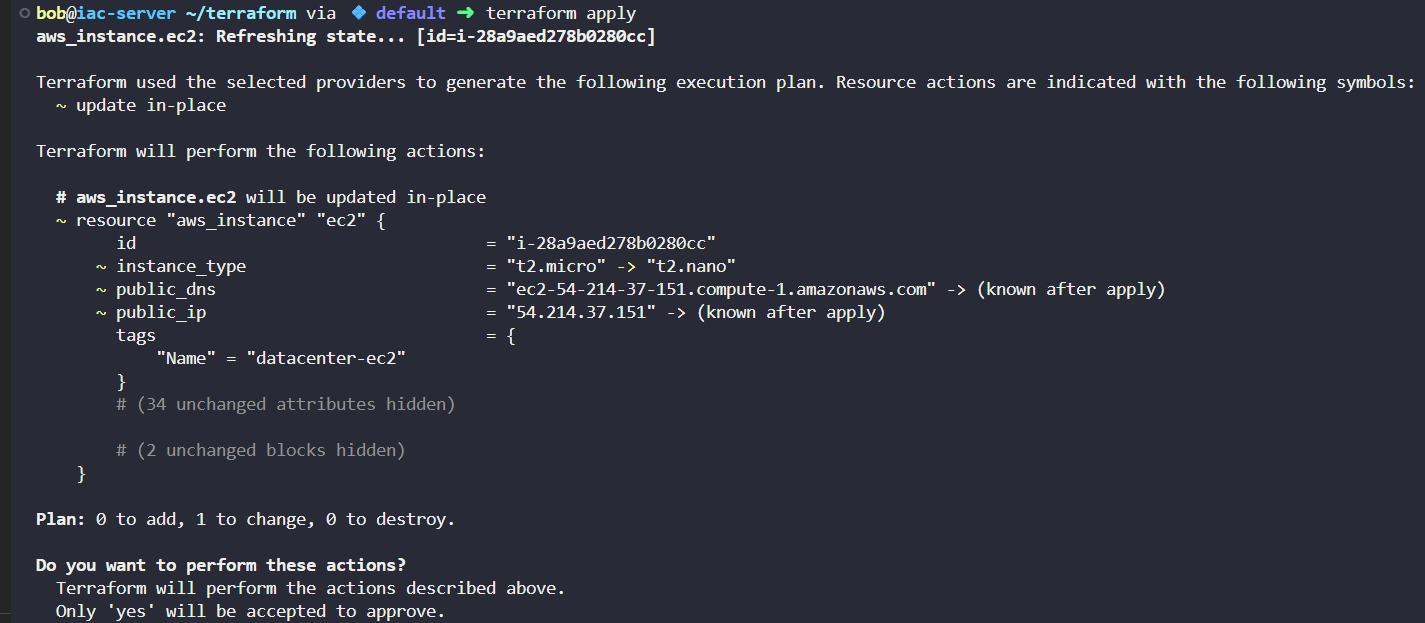 bob@iac-server ~/terraform via ◆ default ➜ terraform apply
aws_instance.ec2: Refreshing state... [id=i-28a9aed278b0280cc]

Terraform used the selected providers to generate the following execution plan. Resource actions are indicated with the following symbols:
  ~ update in-place

Terraform will perform the following actions:

  # aws_instance.ec2 will be updated in-place
  ~ resource "aws_instance" "ec2" {
        id                                   = "i-28a9aed278b0280cc"
      ~ instance_type                        = "t2.micro" -> "t2.nano"
      ~ public_dns                           = "ec2-54-214-37-151.compute-1.amazonaws.com" -> (known after apply)
      ~ public_ip                            = "54.214.37.151" -> (known after apply)
        tags                                 = {
            "Name" = "datacenter-ec2"
        }
        # (34 unchanged attributes hidden)

        # (2 unchanged blocks hidden)
    }

Plan: 0 to add, 1 to change, 0 to destroy.

Do you want to perform these actions?
  Terraform will perform the actions described above.
  Only 'yes' will be accepted to approve.